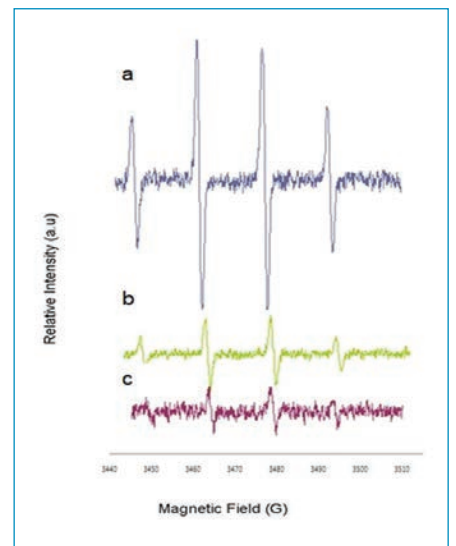 a
Relative Intensity (a.u)
b
c
3440 3450 3460 3470 3480 3490 3500 3510
Magnetic Field (G)